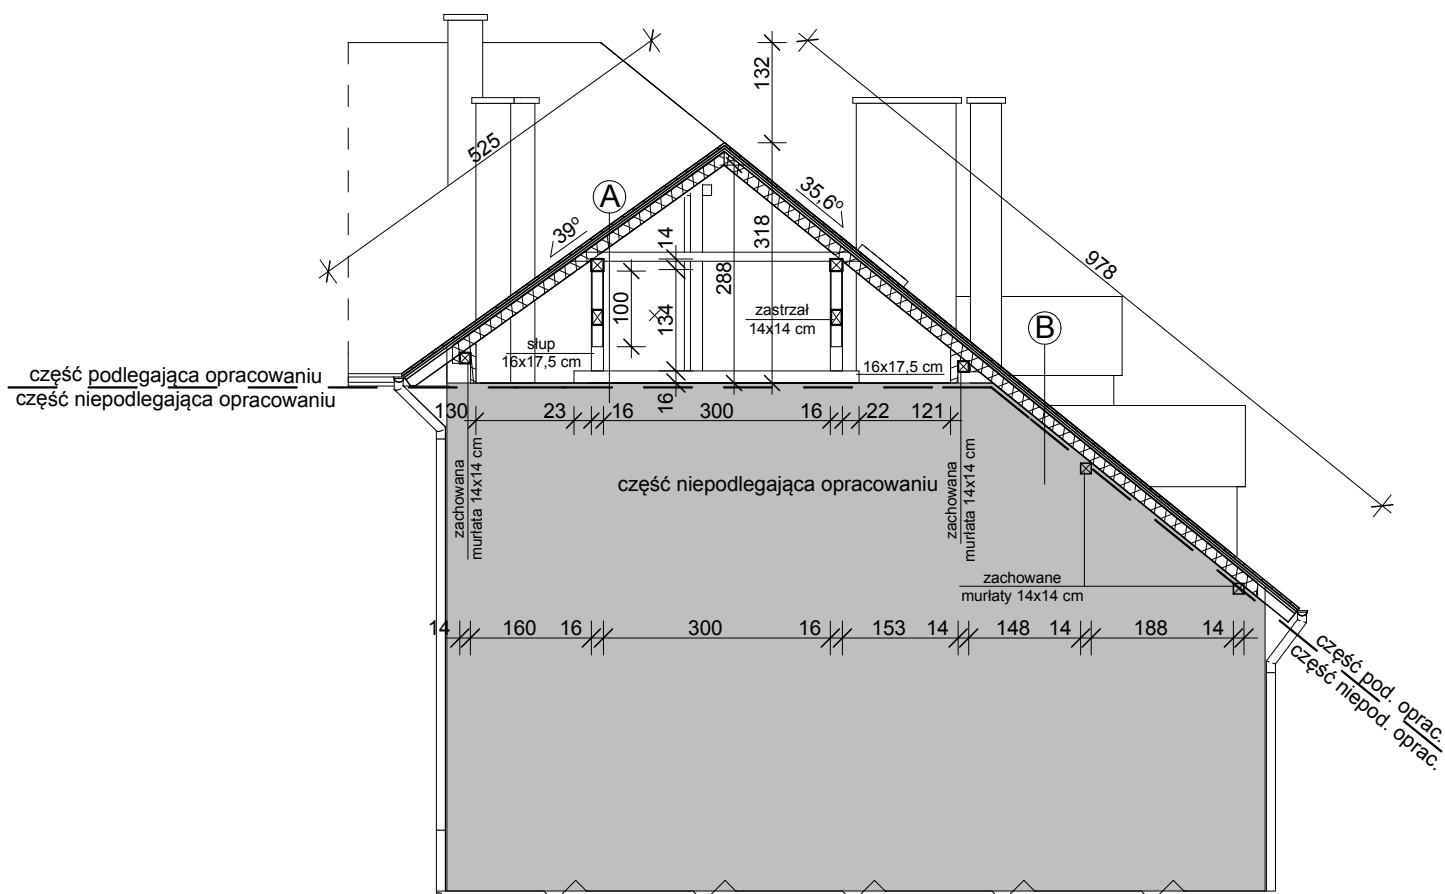 132
525
978
A
39º
35,6º
14
318
288
100
134
zastrzał
14x14 cm
B
słup
16x17,5 cm
16x17,5 cm
część podlegająca opracowaniu
część niepodlegająca opracowaniu
16
130
23
16
300
16
22
121
zachowana
murłata 14x14 cm
część niepodlegająca opracowaniu
zachowana
murłata 14x14 cm
zachowane
murłaty 14x14 cm
14
160
16
300
16
153
14
148
14
188
14
część pod. oprac.
część niepod. oprac.